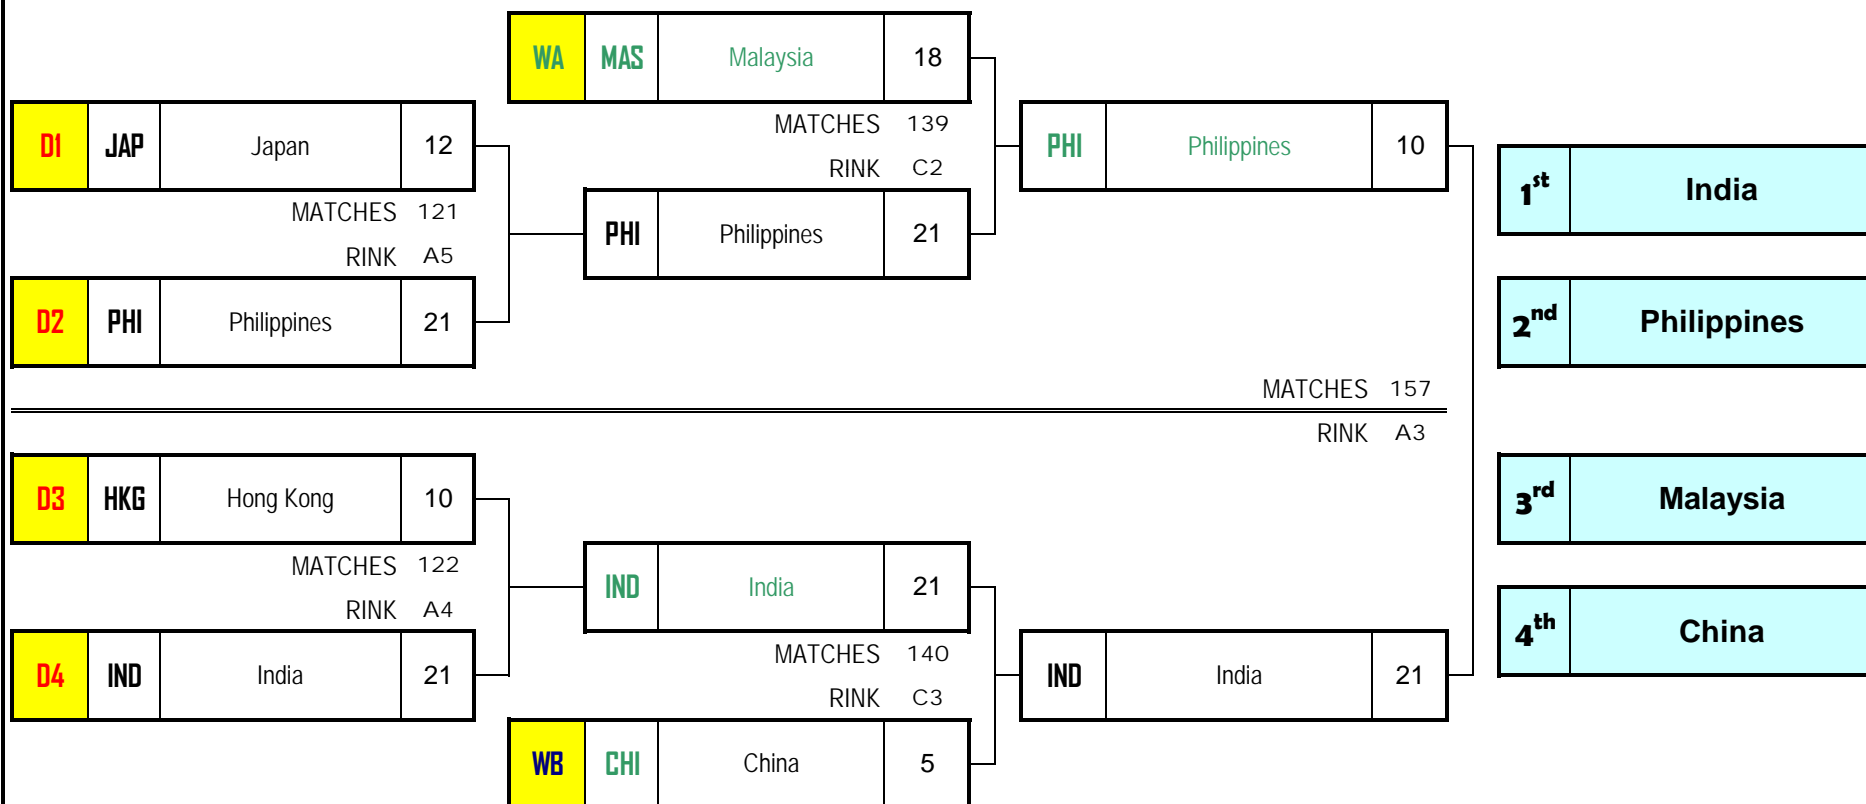 WA MAS Malaysia 18
D1 JAP Japan 12
MATCHES 139
RINK C2
PHI Philippines 10
1st India
MATCHES 121
RINK A5
PHI Philippines 21
D2 PHI Philippines 21
2nd Philippines
MATCHES 157
RINK A3
D3 HKG Hong Kong 10
3rd Malaysia
MATCHES 122
RINK A4
IND India 21
D4 IND India 21
MATCHES 140
RINK C3
IND India 21
4th China
WB CHI China 5